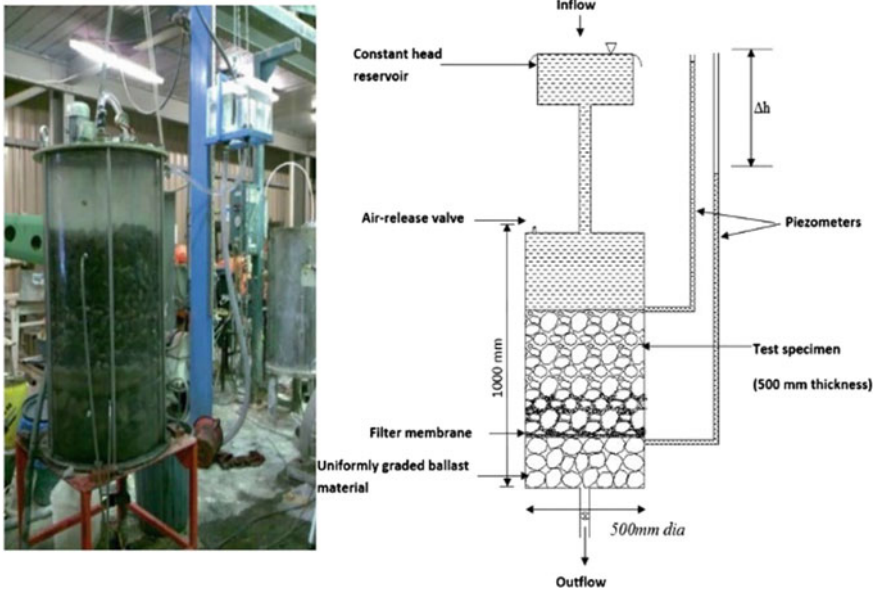 Inflow
Constant head
reservoir
Δh
Air-release valve
Piezometers
1000 mm
Test specimen
(500 mm thickness)
Filter membrane
Uniformly graded ballast
material
500mm dia
Outflow